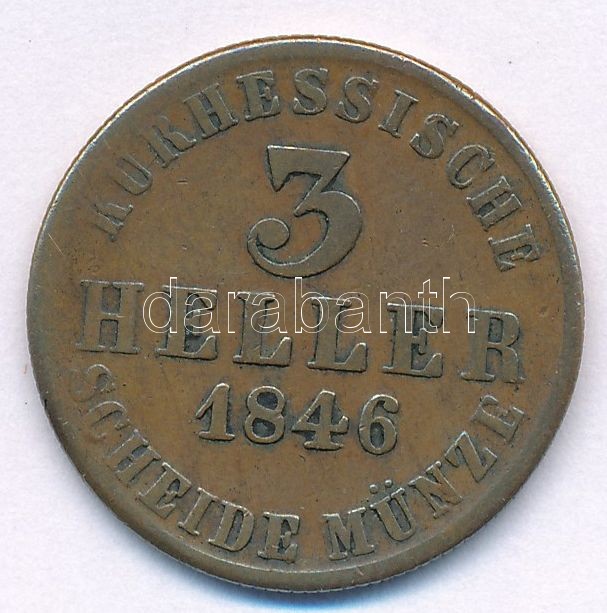 KURHESSISCHE
3
HELLER
1846
SCHEIDE MÜNZE
darabanth